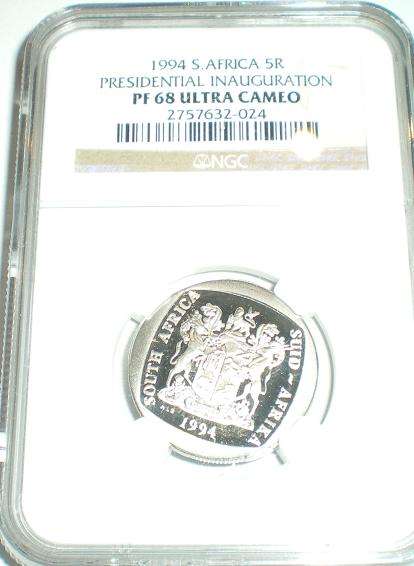 1994 S.AFRICA 5R
PRESIDENTIAL INAUGURATION
PF 68 ULTRA CAMEO
2757632-024
NGC
SOUTH AFRICA
SUID - AFRIKA
1994